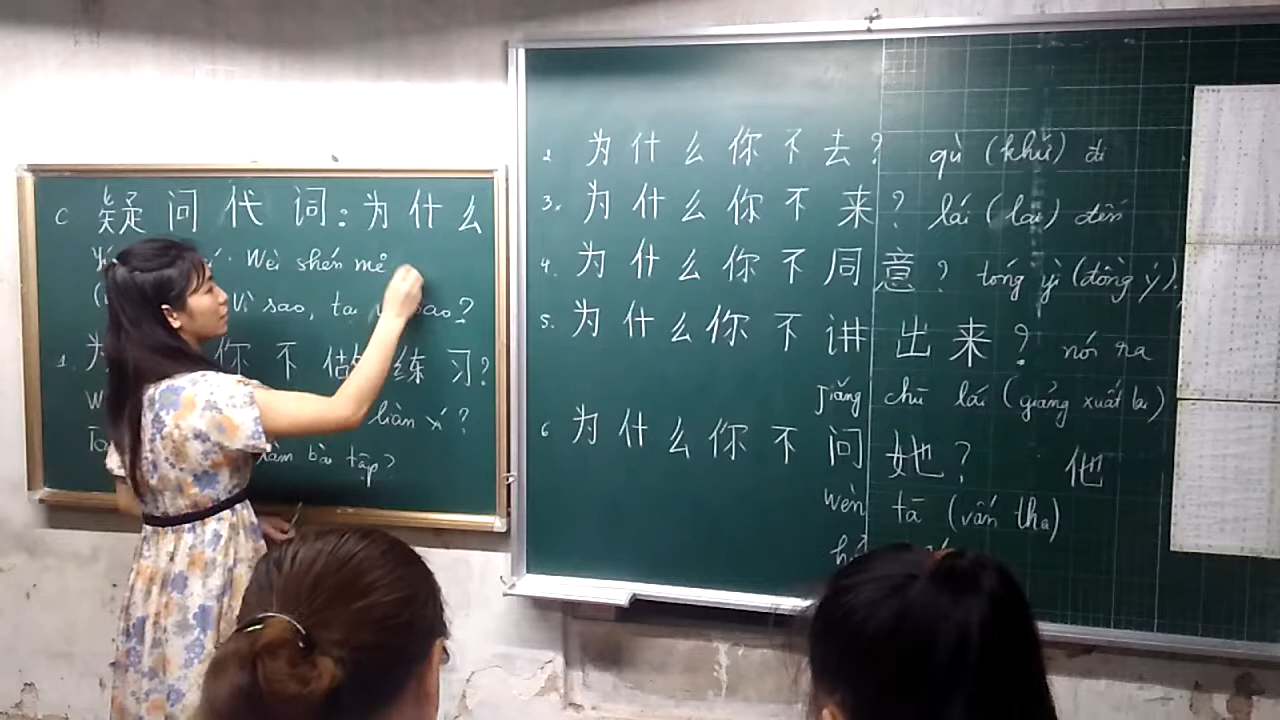 C 疑问代词:为什么
Wèi shén mẻ
Vì sao, tại sao?
1. 为 你不做练习?
liàn xí?
làm bài tập?
2 为什么你不去? qù (khứ) đi
3. 为什么你不来? lái (lai) đến
4. 为什么你不同意? tóng yì (đồng ý).
5. 为什么你不讲出来? nói ra
jiǎng chū lái (giảng xuất lai)
6 为什么你不问她? 他
wèn tā (vấn tha)